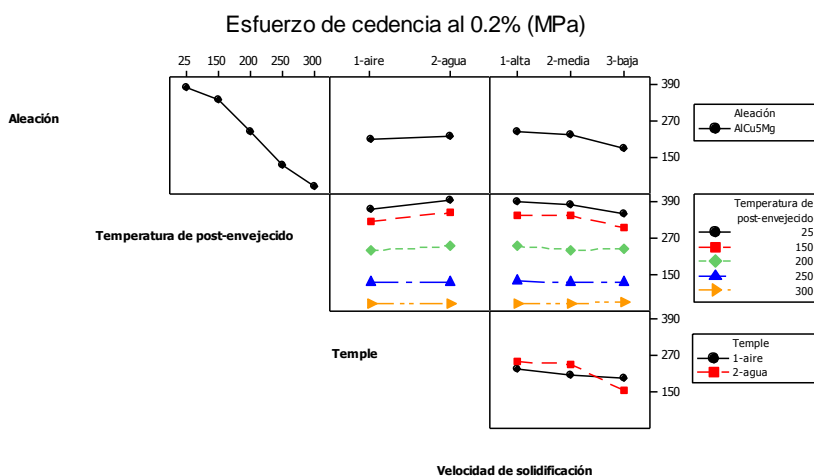 Esfuerzo de cedencia al 0.2% (MPa)
25 150 200 250 300 1-aire 2-agua 1-alta 2-media 3-baja
Aleación
390
270
150
Aleación
AlCu5Mg
Temperatura de post-envejecido
390
270
150
Temperatura de
post-envejecido
25
150
200
250
300
Temple
390
270
150
Temple
1-aire
2-agua
Velocidad de solidificación